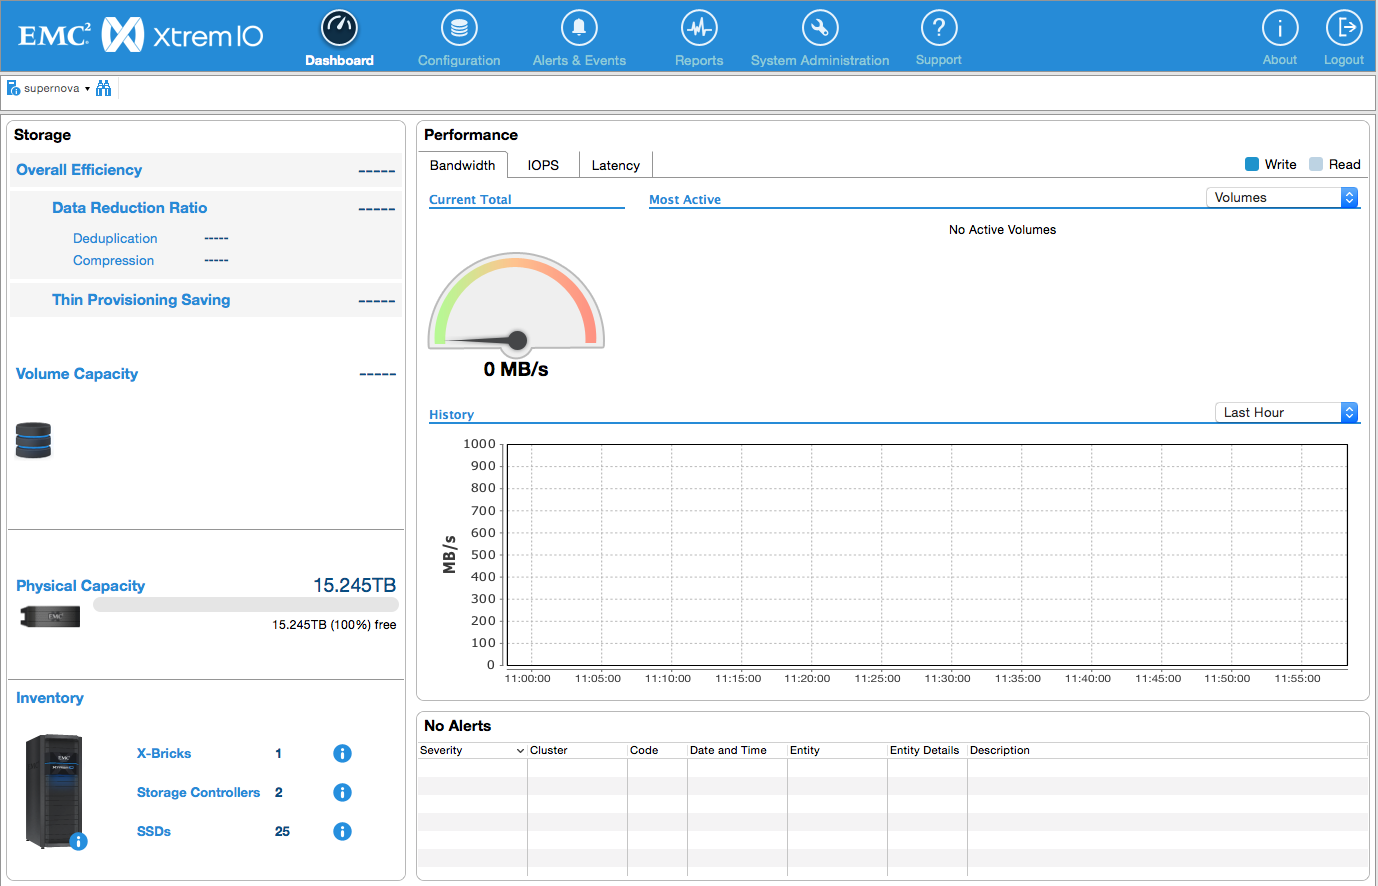 EMC² XtremIO
Dashboard
Configuration
Alerts & Events
Reports
System Administration
Support
About
Logout
supernova
Storage
Overall Efficiency -----
Data Reduction Ratio -----
Deduplication -----
Compression -----
Thin Provisioning Saving -----
Volume Capacity -----
Physical Capacity 15.245TB
EMC²
15.245TB (100%) free
Inventory
EMC²
X-Bricks 1
Storage Controllers 2
SSDs 25
Performance
Bandwidth IOPS Latency
Write Read
Current Total
Most Active
Volumes
No Active Volumes
0 MB/s
History
Last Hour
MB/s
1000
900
800
700
600
500
400
300
200
100
0
11:00:00 11:05:00 11:10:00 11:15:00 11:20:00 11:25:00 11:30:00 11:35:00 11:40:00 11:45:00 11:50:00 11:55:00
No Alerts
Severity Cluster Code Date and Time Entity Entity Details Description